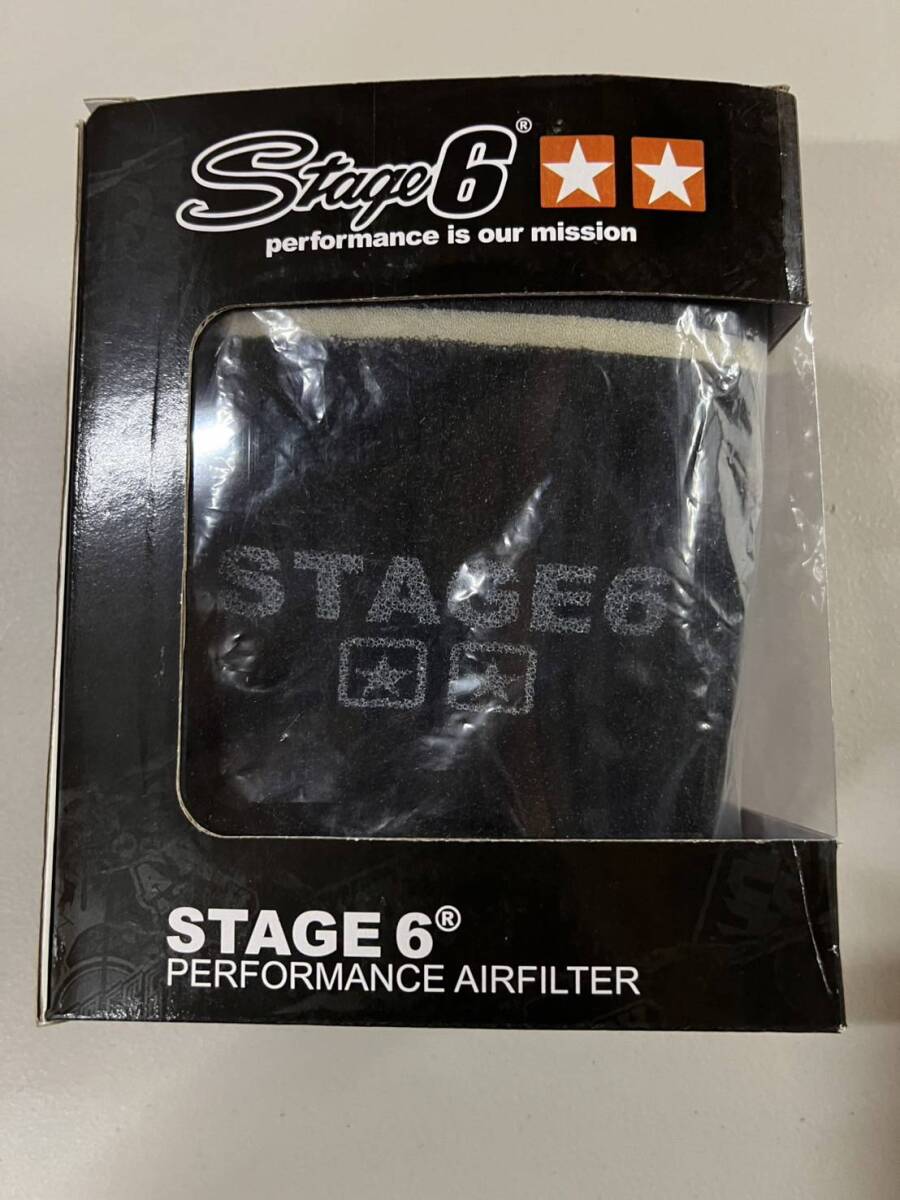 Stage6®
performance is our mission
STAGE6
STAGE 6®
PERFORMANCE AIRFILTER